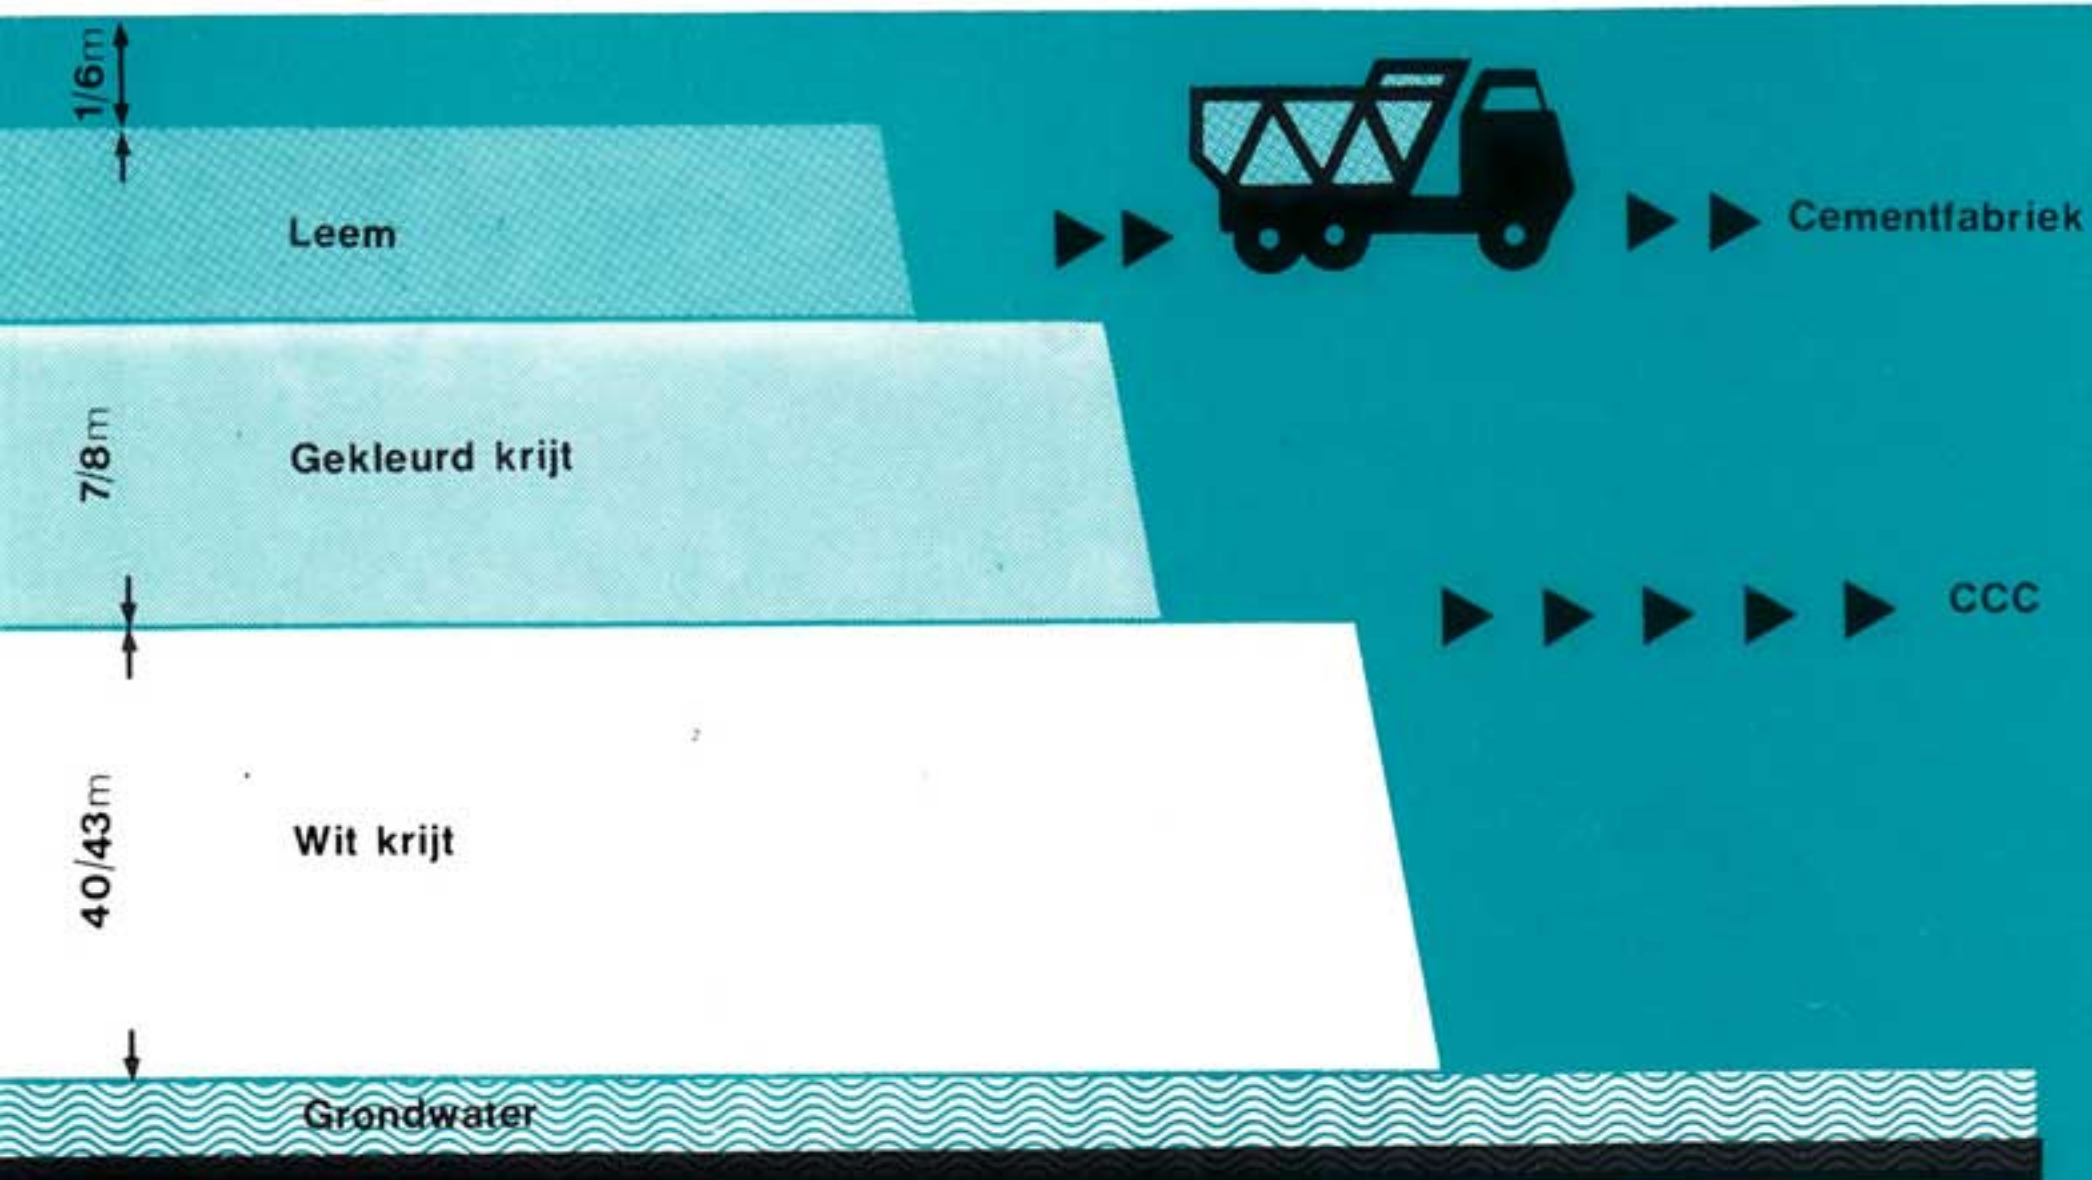 1/6m
Leem
Cementfabriek
7/8m
Gekleurd krijt
CCC
40/43m
Wit krijt
Grondwater